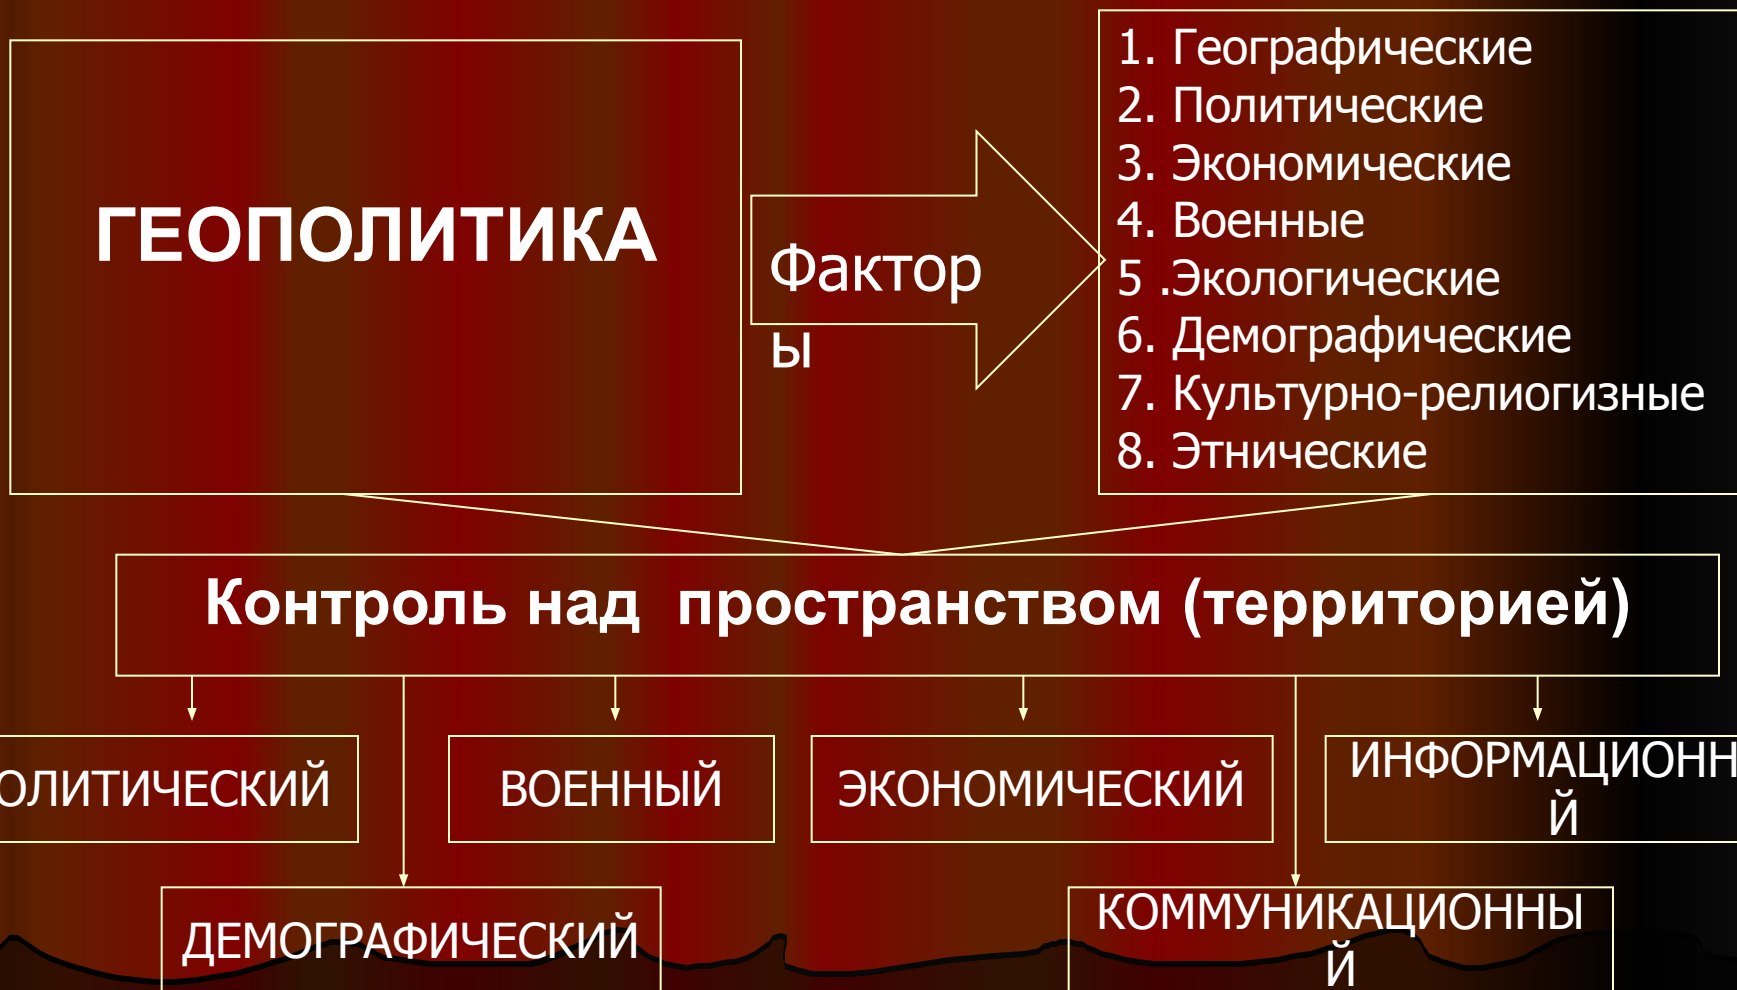 ГЕОПОЛИТИКА
Фактор
ы
1. Географические
2. Политические
3. Экономические
4. Военные
5 .Экологические
6. Демографические
7. Культурно-релиогизные
8. Этнические
Контроль над пространством (территорией)
ОЛИТИЧЕСКИЙ
ВОЕННЫЙ
ЭКОНОМИЧЕСКИЙ
ИНФОРМАЦИОНН
Й
ДЕМОГРАФИЧЕСКИЙ
КОММУНИКАЦИОННЫ
Й